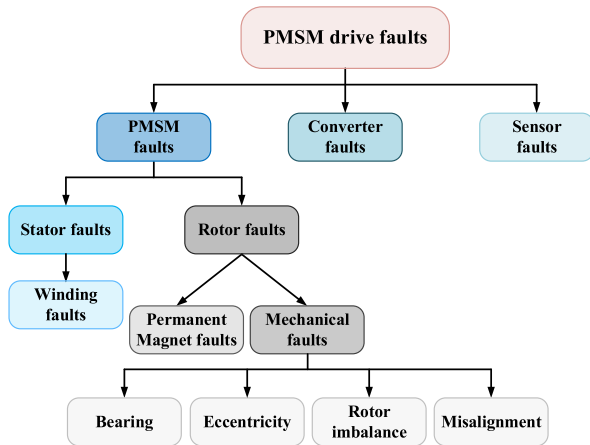 PMSM drive faults
PMSM
faults
Converter
faults
Sensor
faults
Stator faults
Rotor faults
Winding
faults
Permanent
Magnet faults
Mechanical
faults
Bearing
Eccentricity
Rotor
imbalance
Misalignment